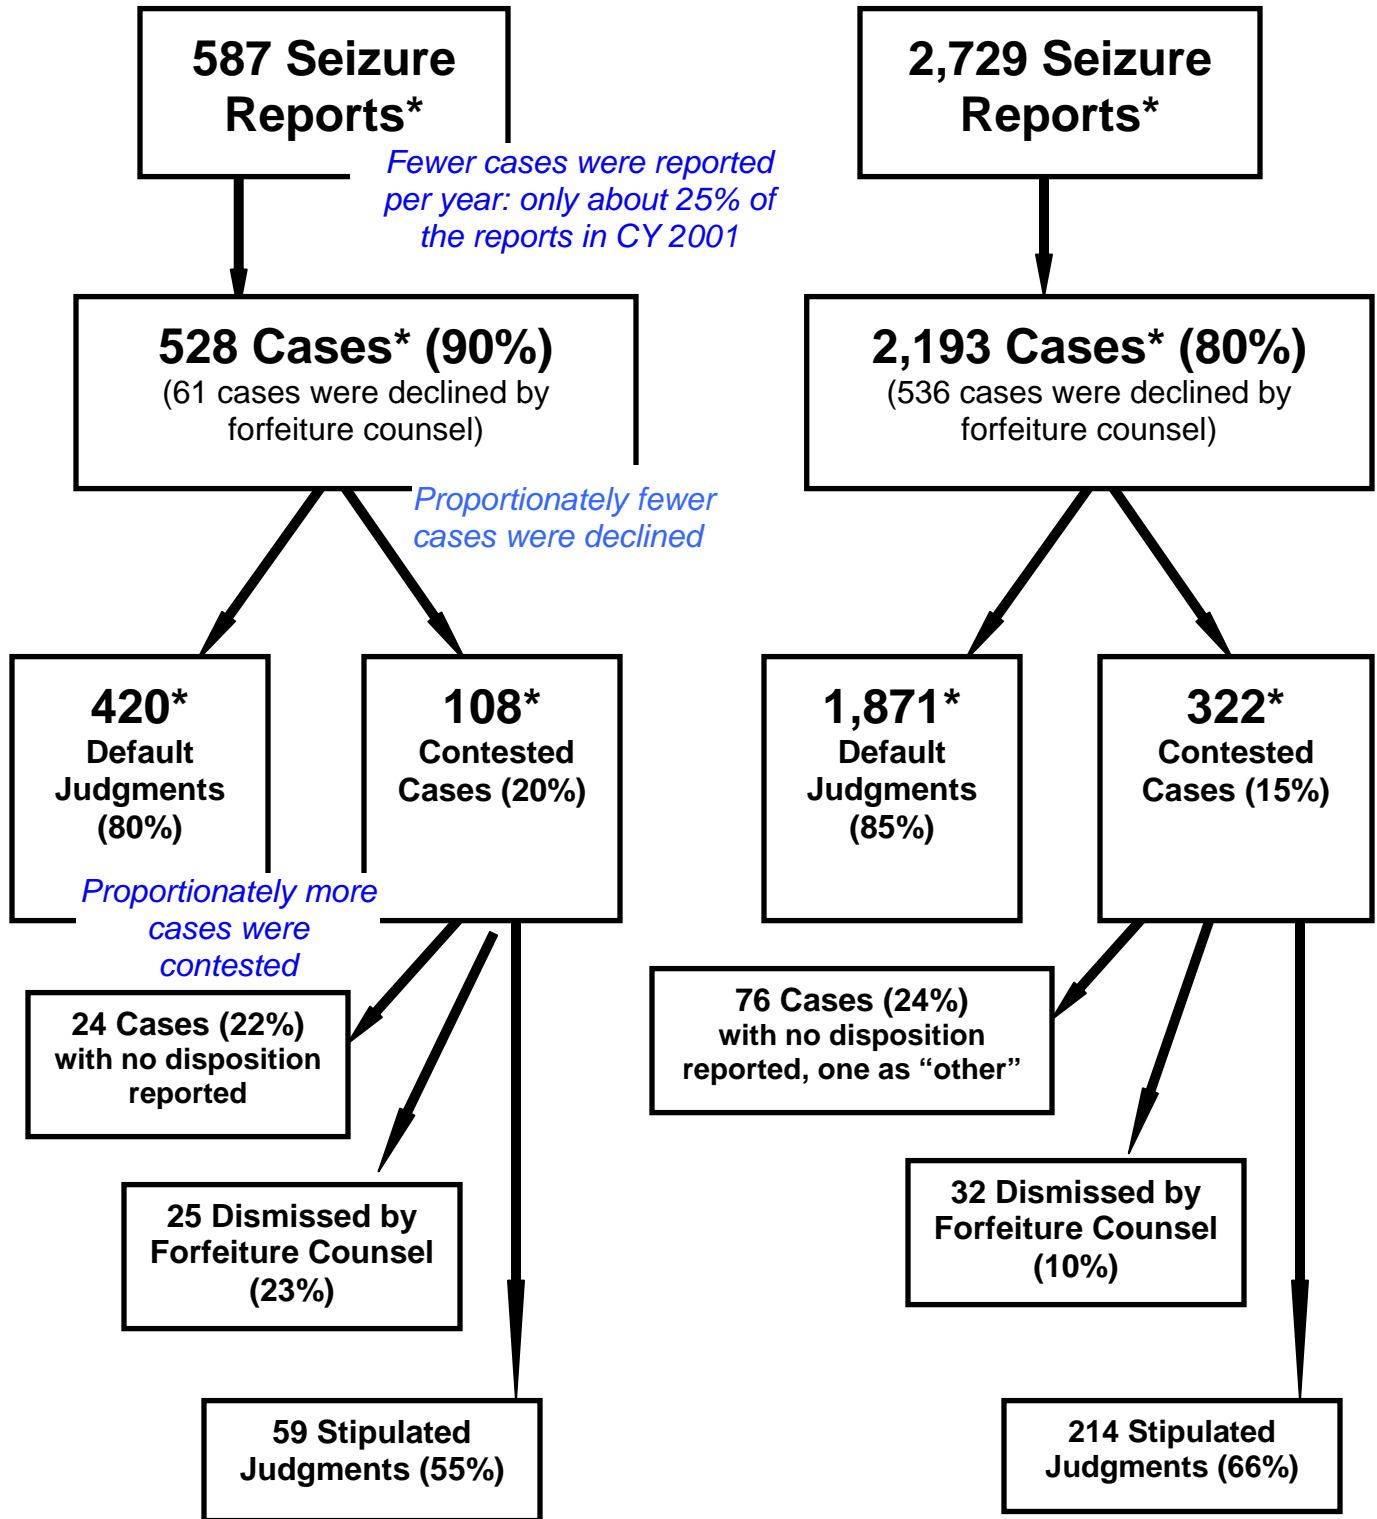 587 Seizure
Reports*
Fewer cases were reported
per year: only about 25% of
the reports in CY 2001
528 Cases* (90%)
(61 cases were declined by
forfeiture counsel)
Proportionately fewer
cases were declined
420*
Default
Judgments
(80%)
108*
Contested
Cases (20%)
Proportionately more
cases were
contested
24 Cases (22%)
with no disposition
reported
25 Dismissed by
Forfeiture Counsel
(23%)
59 Stipulated
Judgments (55%)
2,729 Seizure
Reports*
2,193 Cases* (80%)
(536 cases were declined by
forfeiture counsel)
1,871*
Default
Judgments
(85%)
322*
Contested
Cases (15%)
76 Cases (24%)
with no disposition
reported, one as “other”
32 Dismissed by
Forfeiture Counsel
(10%)
214 Stipulated
Judgments (66%)